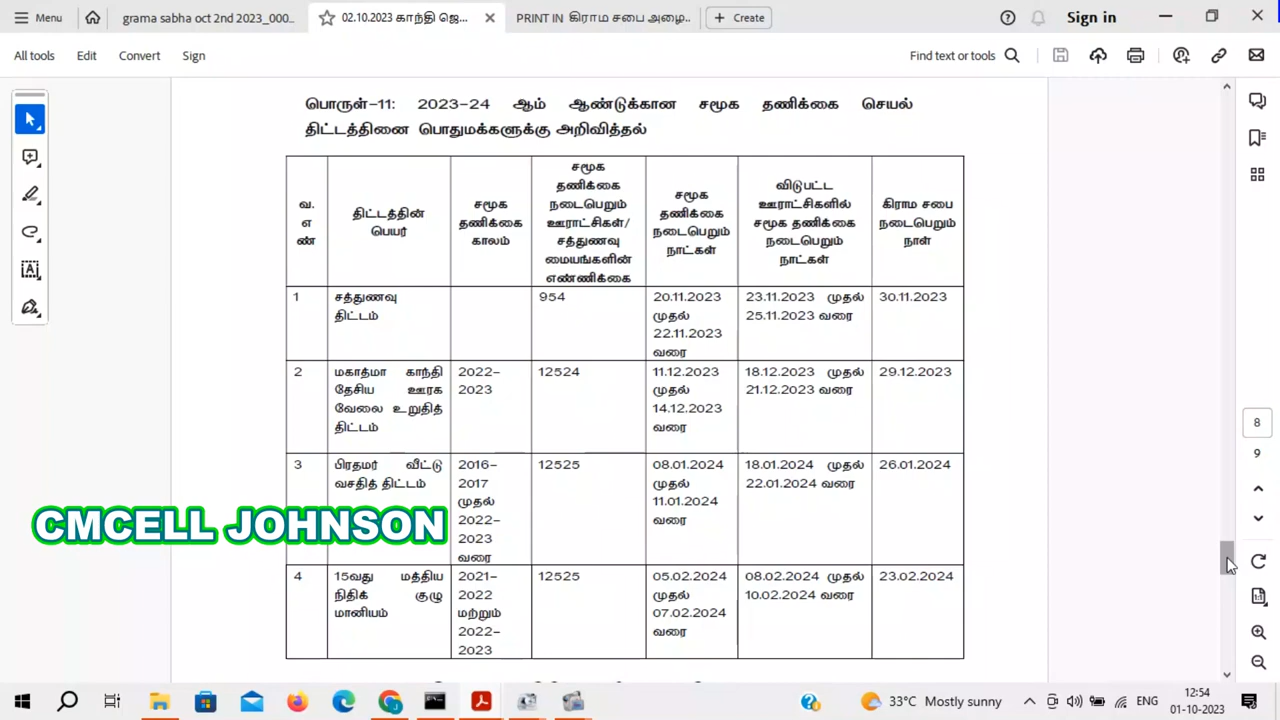 Menu
grama sabha oct 2nd 2023_000...
02.10.2023 காந்தி ஜெ...
PRINT IN கிராம சபை அழை...
Create
Sign in
All tools
Edit
Convert
Sign
Find text or tools
பொருள்-11: 2023-24 ஆம் ஆண்டுக்கான சமூக தணிக்கை செயல்
திட்டத்தினை பொதுமக்களுக்கு அறிவித்தல்
வ.
எ
ண்
திட்டத்தின்
பெயர்
சமூக
தணிக்கை
காலம்
சமூக
தணிக்கை
நடைபெறும்
ஊராட்சிகள்/
சத்துணவு
மையங்களின்
எண்ணிக்கை
சமூக
தணிக்கை
நடைபெறும்
நாட்கள்
விடுபட்ட
ஊராட்சிகளில்
சமூக தணிக்கை
நடைபெறும்
நாட்கள்
கிராம சபை
நடைபெறும்
நாள்
1
சத்துணவு
திட்டம்
954
20.11.2023
முதல்
22.11.2023
வரை
23.11.2023 முதல்
25.11.2023 வரை
30.11.2023
2
மகாத்மா காந்தி
தேசிய ஊரக
வேலை உறுதித்
திட்டம்
2022-
2023
12524
11.12.2023
முதல்
14.12.2023
வரை
18.12.2023 முதல்
21.12.2023 வரை
29.12.2023
3
பிரதமர் வீட்டு
வசதித் திட்டம்
2016-
2017
முதல்
2022-
2023
வரை
12525
08.01.2024
முதல்
11.01.2024
வரை
18.01.2024 முதல்
22.01.2024 வரை
26.01.2024
4
15வது மத்திய
நிதிக் குழு
மானியம்
2021-
2022
மற்றும்
2022-
2023
12525
05.02.2024
முதல்
07.02.2024
வரை
08.02.2024 முதல்
10.02.2024 வரை
23.02.2024
CMCELL JOHNSON
8
9
33°C Mostly sunny
ENG
12:54
01-10-2023